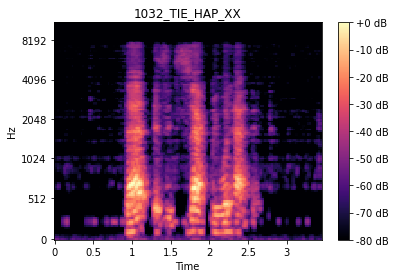 1032_TIE_HAP_XX
+0 dB
8192
-10 dB
4096
-20 dB
-30 dB
2048
Hz
-40 dB
1024
-50 dB
-60 dB
512
-70 dB
0
-80 dB
0 0.5 1 1.5 2 2.5 3
Time